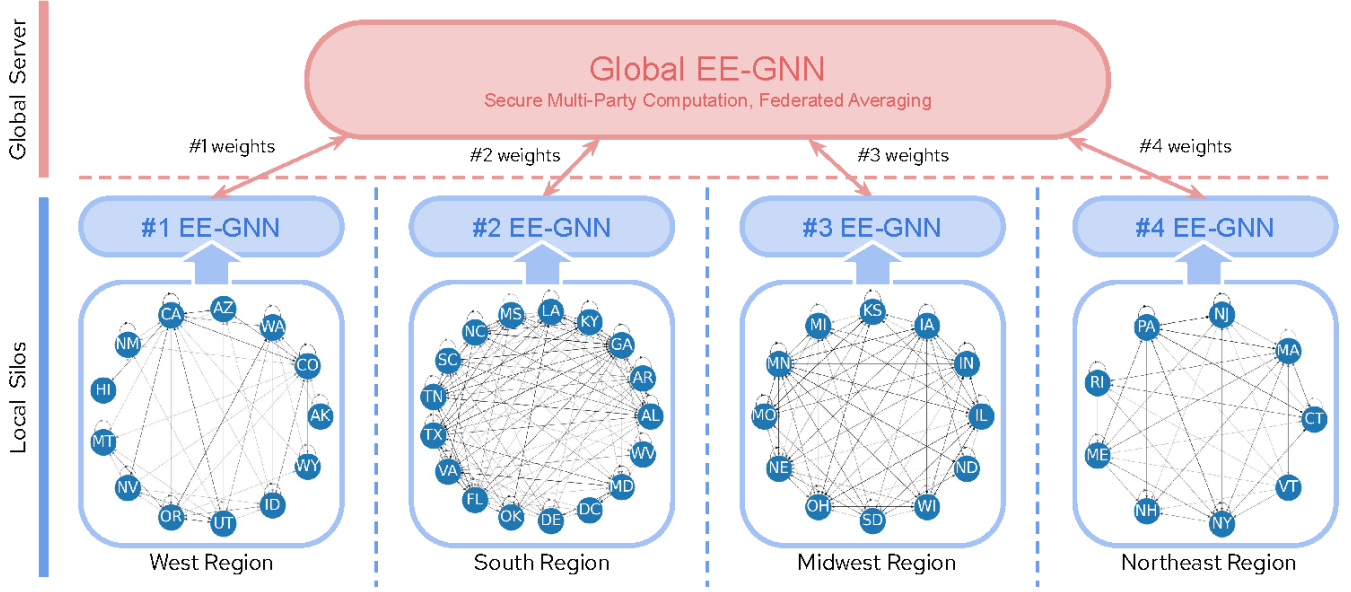 Global Server
Global EE-GNN
Secure Multi-Party Computation, Federated Averaging
#1 weights
#2 weights
#3 weights
#4 weights
Local Silos
#1 EE-GNN
#2 EE-GNN
#3 EE-GNN
#4 EE-GNN
CA
AZ
WA
CO
AK
WY
ID
UT
OR
NV
MT
HI
NM
West Region
MS
LA
KY
GA
AR
AL
WV
MD
DC
DE
OK
FL
VA
TX
TN
SC
NC
South Region
MI
KS
IA
IN
IL
ND
WI
SD
OH
NE
MO
MN
Midwest Region
PA
NJ
MA
CT
VT
NY
NH
ME
RI
Northeast Region